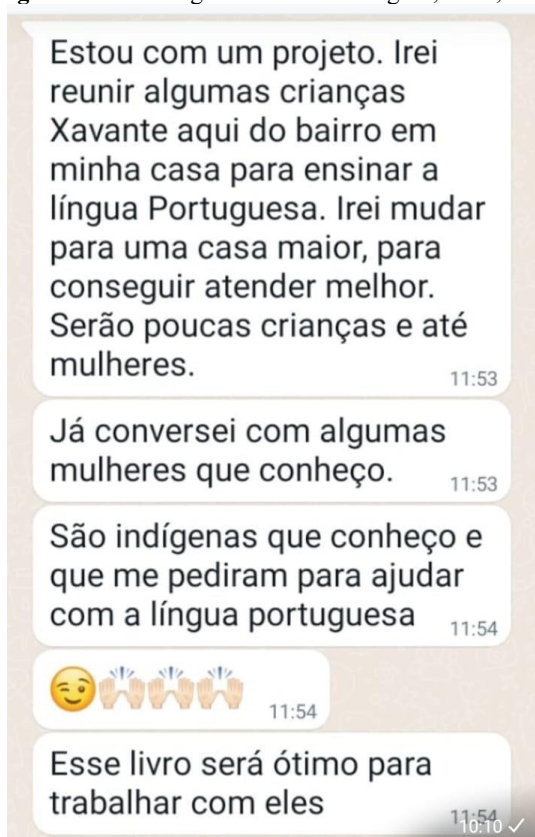 Estou com um projeto. Irei
reunir algumas crianças
Xavante aqui do bairro em
minha casa para ensinar a
língua Portuguesa. Irei mudar
para uma casa maior, para
conseguir atender melhor.
Serão poucas crianças e até
mulheres.
11:53
Já conversei com algumas
mulheres que conheço.
11:53
São indígenas que conheço e
que me pediram para ajudar
com a língua portuguesa
11:54
😉🙌🏻🙌🏻🙌🏻
11:54
Esse livro será ótimo para
trabalhar com eles
11:54
10:10 ✓